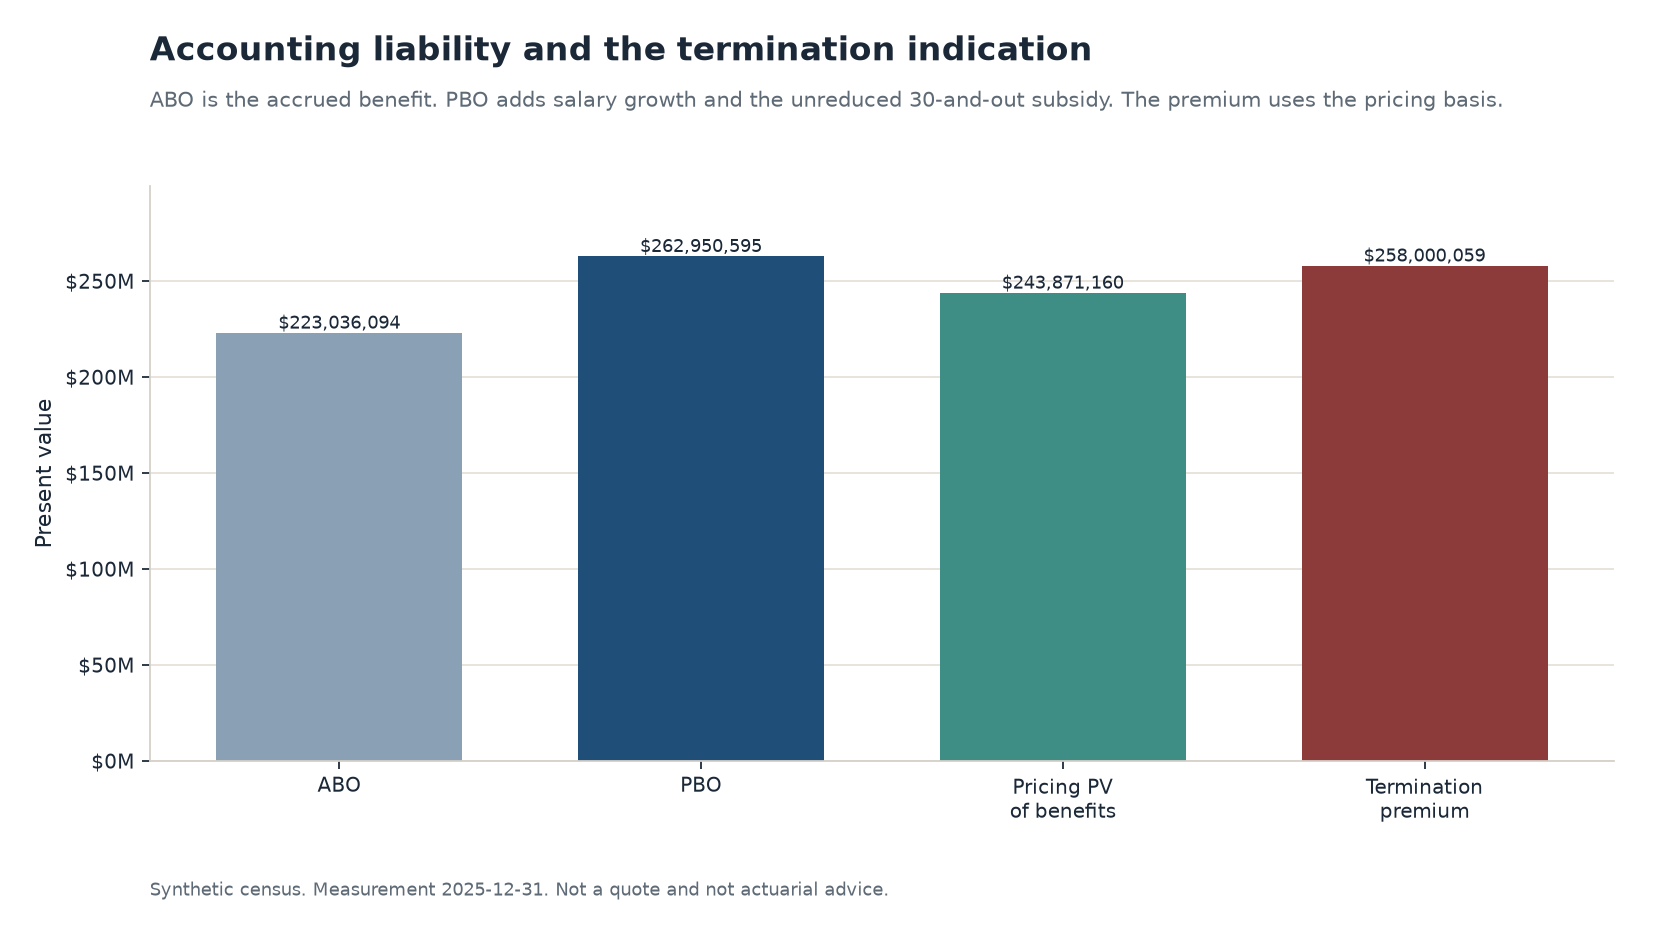 Accounting liability and the termination indication
ABO is the accrued benefit. PBO adds salary growth and the unreduced 30-and-out subsidy. The premium uses the pricing basis.
Present value
$250M
$200M
$150M
$100M
$50M
$0M
$223,036,094
$262,950,595
$243,871,160
$258,000,059
ABO
PBO
Pricing PV
of benefits
Termination
premium
Synthetic census. Measurement 2025-12-31. Not a quote and not actuarial advice.